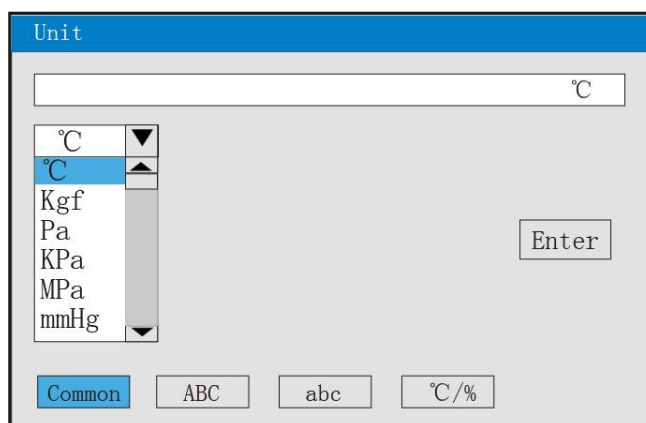 Unit
℃
℃
℃
Kgf
Pa
KPa
MPa
mmHg
Enter
Common ABC abc ℃/%